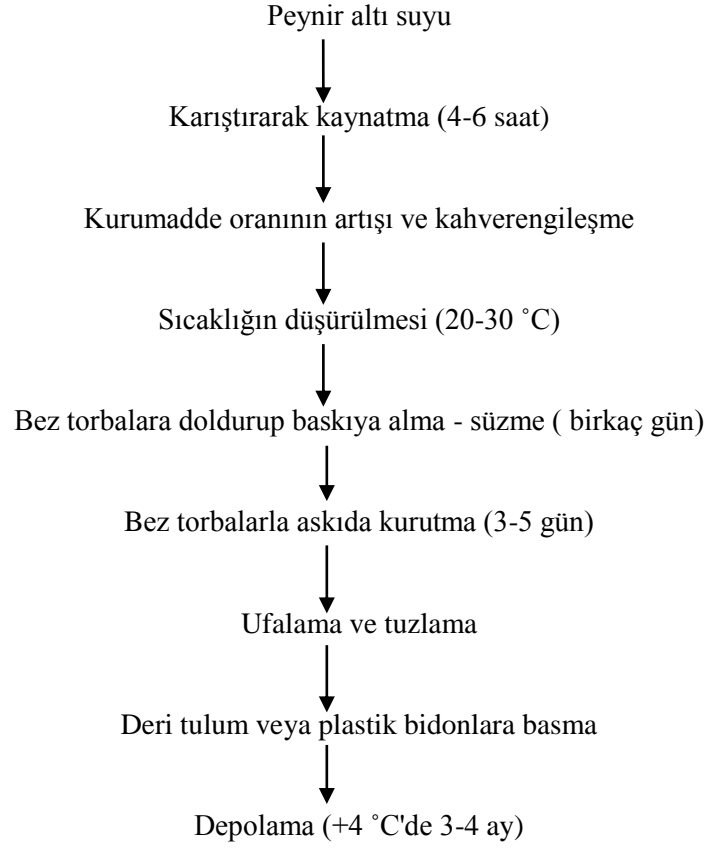 Peynir altı suyu
Karıştırarak kaynatma (4-6 saat)
Kurumadde oranının artışı ve kahverengileşme
Sıcaklığın düşürülmesi (20-30 ˚C)
Bez torbalara doldurup baskıya alma - süzme ( birkaç gün)
Bez torbalarla askıda kurutma (3-5 gün)
Ufalama ve tuzlama
Deri tulum veya plastik bidonlara basma
Depolama (+4 ˚C'de 3-4 ay)